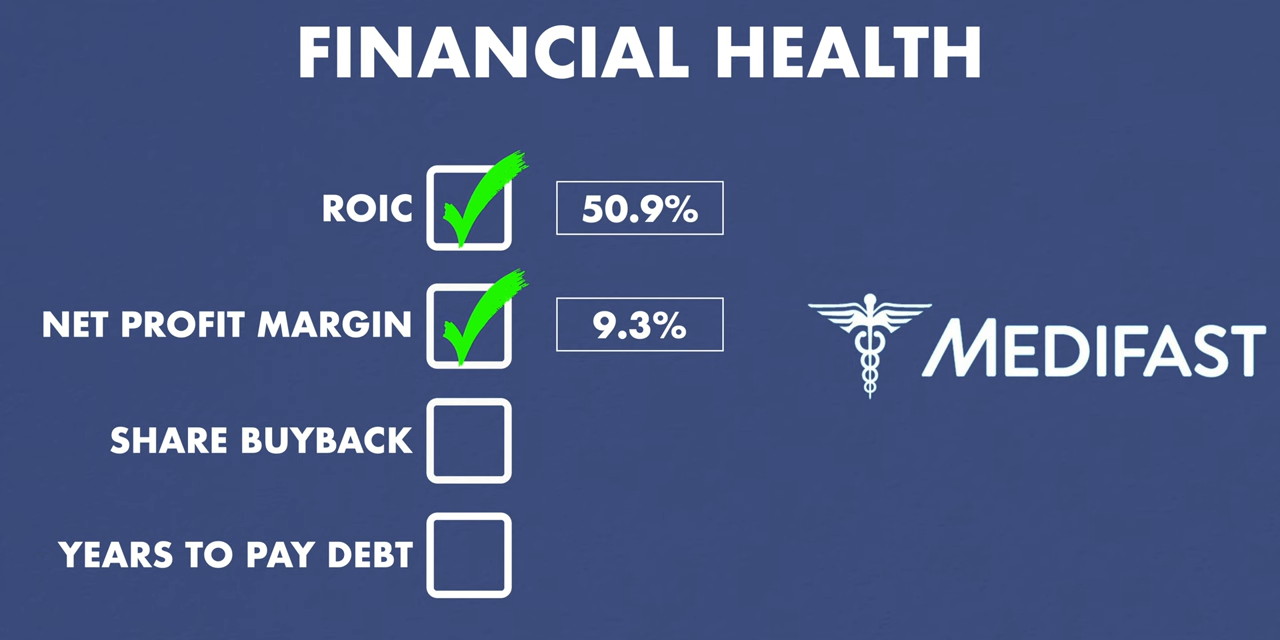 FINANCIAL HEALTH
ROIC 50.9%
NET PROFIT MARGIN 9.3%
SHARE BUYBACK
YEARS TO PAY DEBT
MEDIFAST